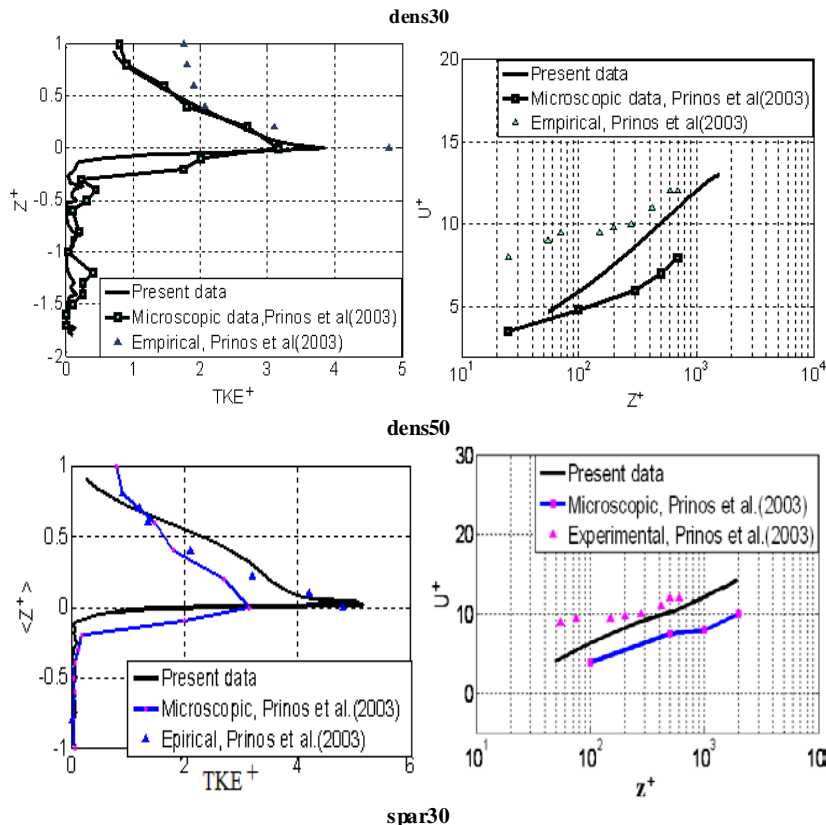 dens30
1
0.5
0
-0.5
-1
-1.5
-2
Z+
0
1
2
3
4
5
TKE+
Present data
Microscopic data,Prinos et al(2003)
Empirical, Prinos et al(2003)
20
15
10
5
U+
10^1
10^2
10^3
10^4
Z+
Present data
Microscopic data, Prinos et al(2003)
Empirical, Prinos et al(2003)
dens50
1
0.5
0
-0.5
-1
<Z+>
0
2
4
6
TKE+
Present data
Microscopic, Prinos et al.(2003)
Epirical, Prinos et al.(2003)
30
20
10
0
U+
10^1
10^2
10^3
z+
Present data
Microscopic, Prinos et al.(2003)
Experimental, Prinos et al.(2003)
spar30